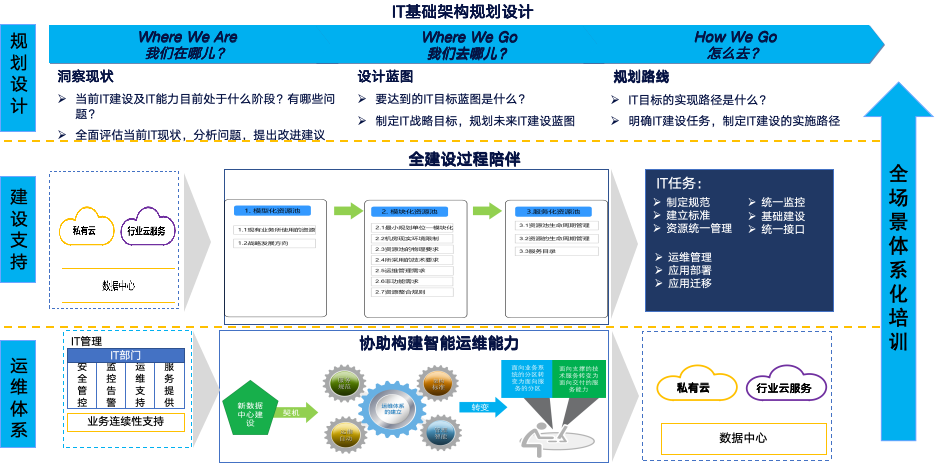 IT基础架构规划设计
规划设计
Where We Are
我们在哪儿？
Where We Go
我们去哪儿？
How We Go
怎么去？
洞察现状
当前IT建设及IT能力目前处于什么阶段？有哪些问
题？
全面评估当前IT现状，分析问题，提出改进建议
设计蓝图
要达到的IT目标蓝图是什么？
制定IT战略目标，规划未来IT建设蓝图
规划路线
IT目标的实现路径是什么？
明确IT建设任务，制定IT建设的实施路径
全场景体系化培训
建设支持
全建设过程陪伴
私有云
行业云服务
数据中心
1. 模型化资源池
1.1现有业务所使用的资源
1.2战略发展方向
2. 模块化资源池
2.1最小规划单位—模块化
2.2机房现实环境限制
2.3资源池的物理要求
2.4所采用的技术要求
2.5运维管理需求
2.6非功能需求
2.7资源整合规则
3.服务化资源池
3.1资源池生命周期管理
3.2资源的生命周期管理
3.3服务目录
IT任务：
制定规范
建立标准
资源统一管理
统一监控
基础建设
统一接口
运维管理
应用部署
应用迁移
运维体系
IT管理
IT部门
安全管控
监控告警
运维支持
服务提供
业务连续性支持
协助构建智能运维能力
新数据
中心建
设
契机
运维体系
的建立
转变
面向业务系
统的分区转
变为面向服
务的分区
面向支撑的技
术服务转变为
面向交付的服
务能力
私有云
行业云服务
数据中心